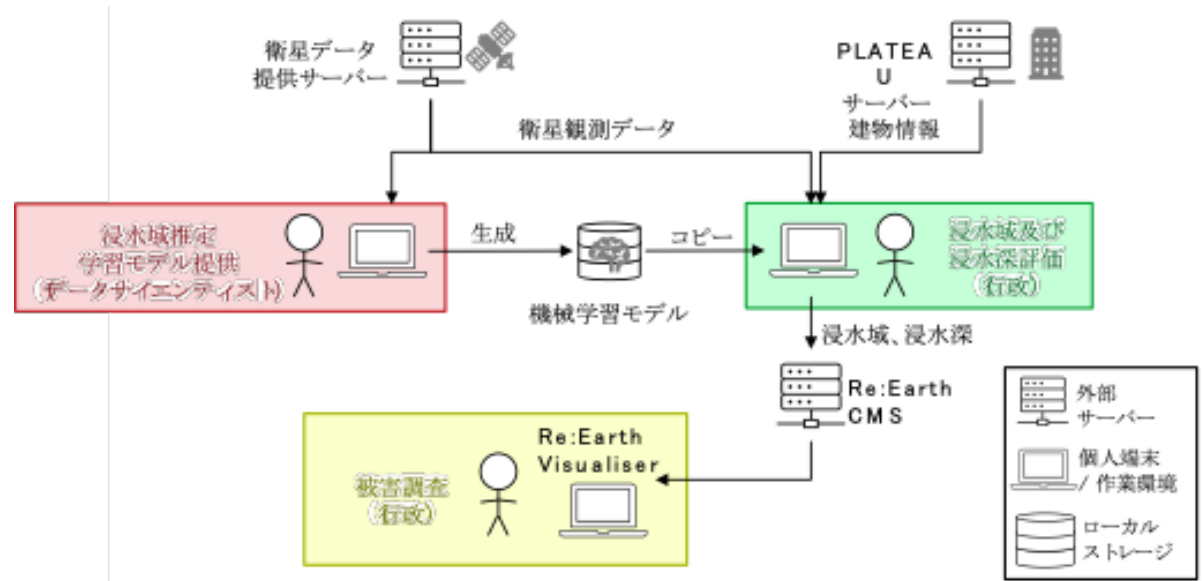 衛星データ
提供サーバー
PLATEA
U
サーバー
建物情報
衛星観測データ
浸水域推定
学習モデル提供
(データサイエンティスト)
生成
コピー
機械学習モデル
浸水域及び
浸水深評価
(行政)
浸水域、浸水深
Re:Earth
CMS
Re:Earth
Visualiser
被害調査
(行政)
外部
サーバー
個人端末
/ 作業環境
ローカル
ストレージ